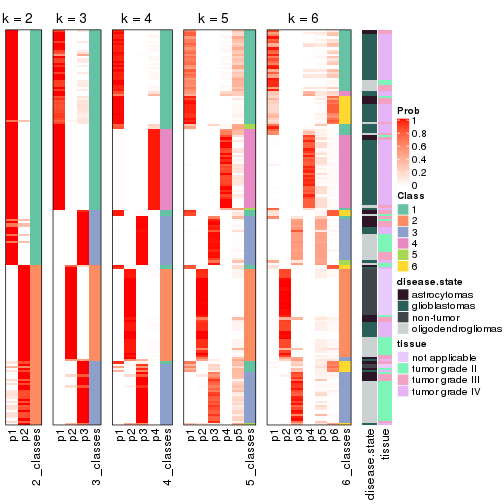 k = 2 k = 3 k = 4 k = 5 k = 6
Prob
1
0.8
0.6
0.4
0.2
0
Class
1
2
3
4
5
6
disease.state
astrocytomas
glioblastomas
non-tumor
oligodendrogliomas
tissue
not applicable
tumor grade II
tumor grade III
tumor grade IV
p1 p2 2_classes p1 p2 p3 3_classes p1 p2 p3 p4 4_classes p1 p2 p3 p4 p5 5_classes p1 p2 p3 p4 p5 p6 6_classes disease.state tissue